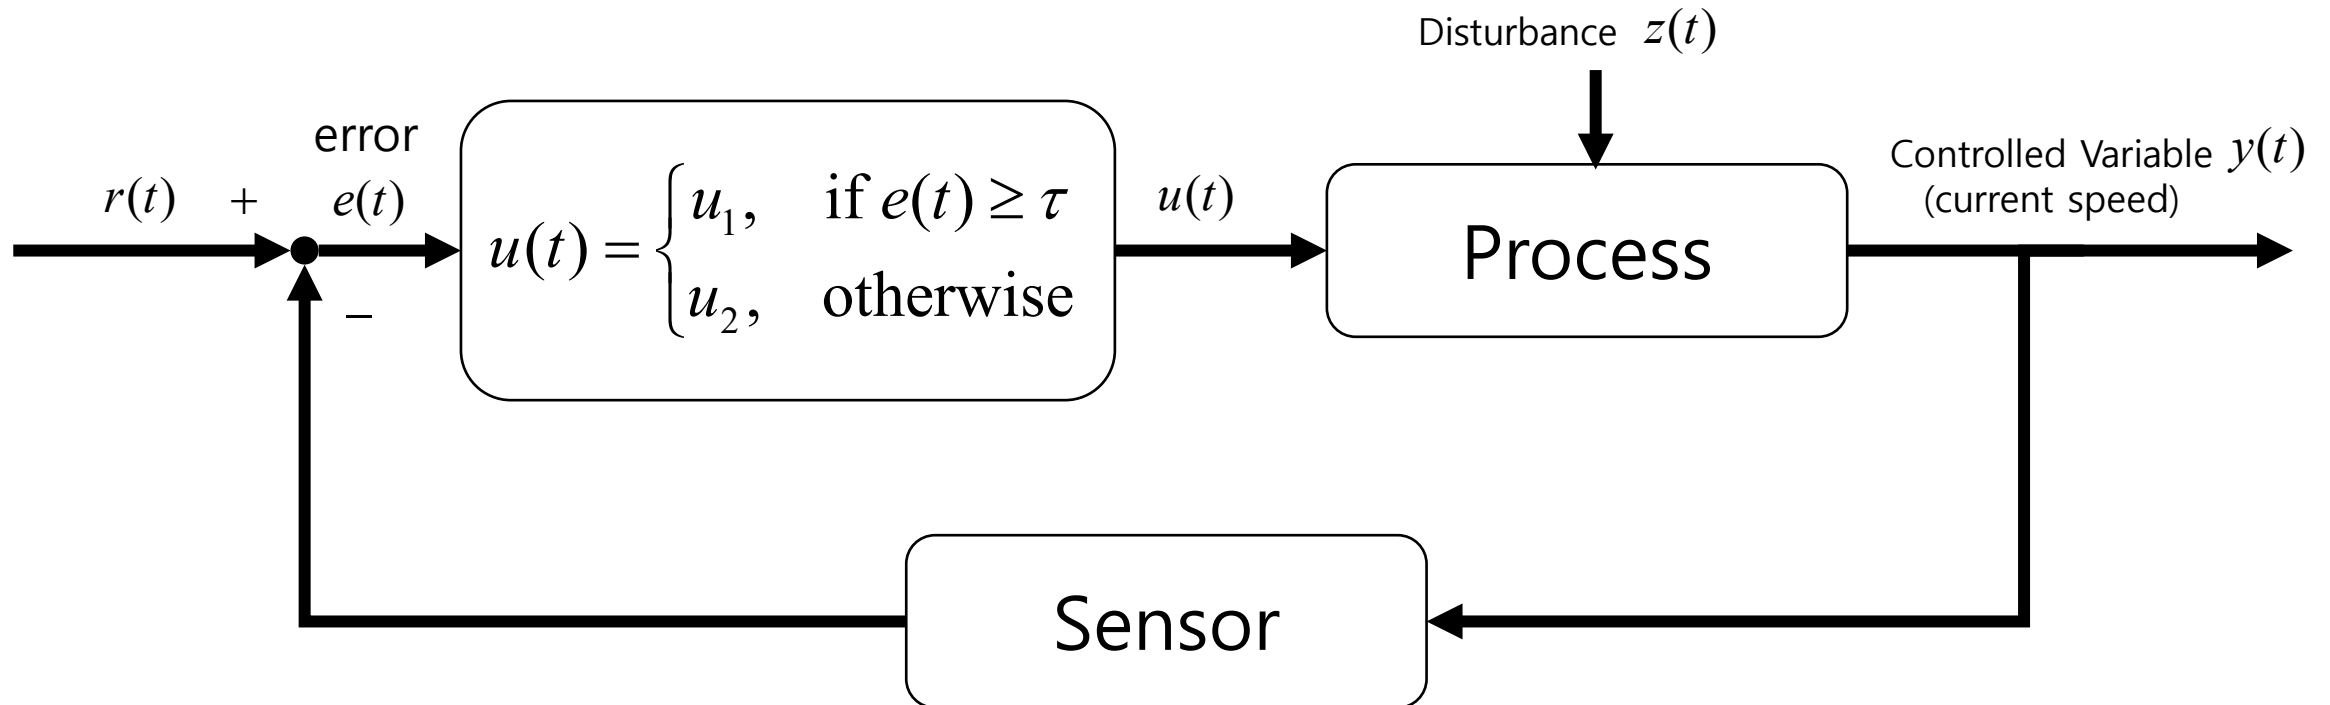 Disturbance z(t)
error
Controlled Variable y(t)
(current speed)
r(t) + e(t)
u(t) = { u₁, if e(t) ≥ τ
u₂, otherwise
u(t)
Process
−
Sensor